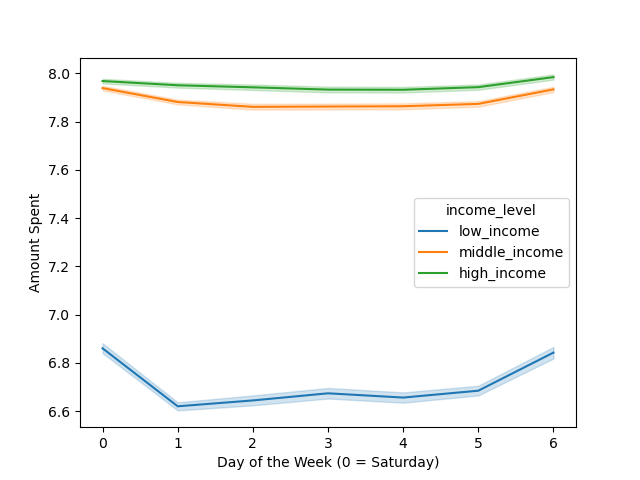 8.0
7.8
7.6
7.4
7.2
7.0
6.8
6.6
Amount Spent
income_level
low_income
middle_income
high_income
0 1 2 3 4 5 6
Day of the Week (0 = Saturday)